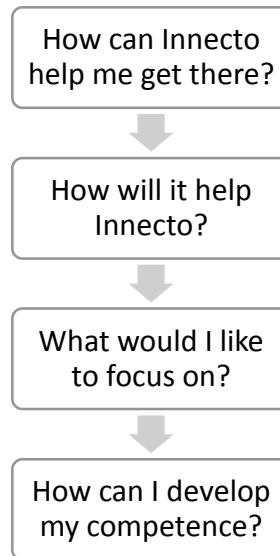 How can Innecto
help me get there?
How will it help
Innecto?
What would I like
to focus on?
How can I develop
my competence?